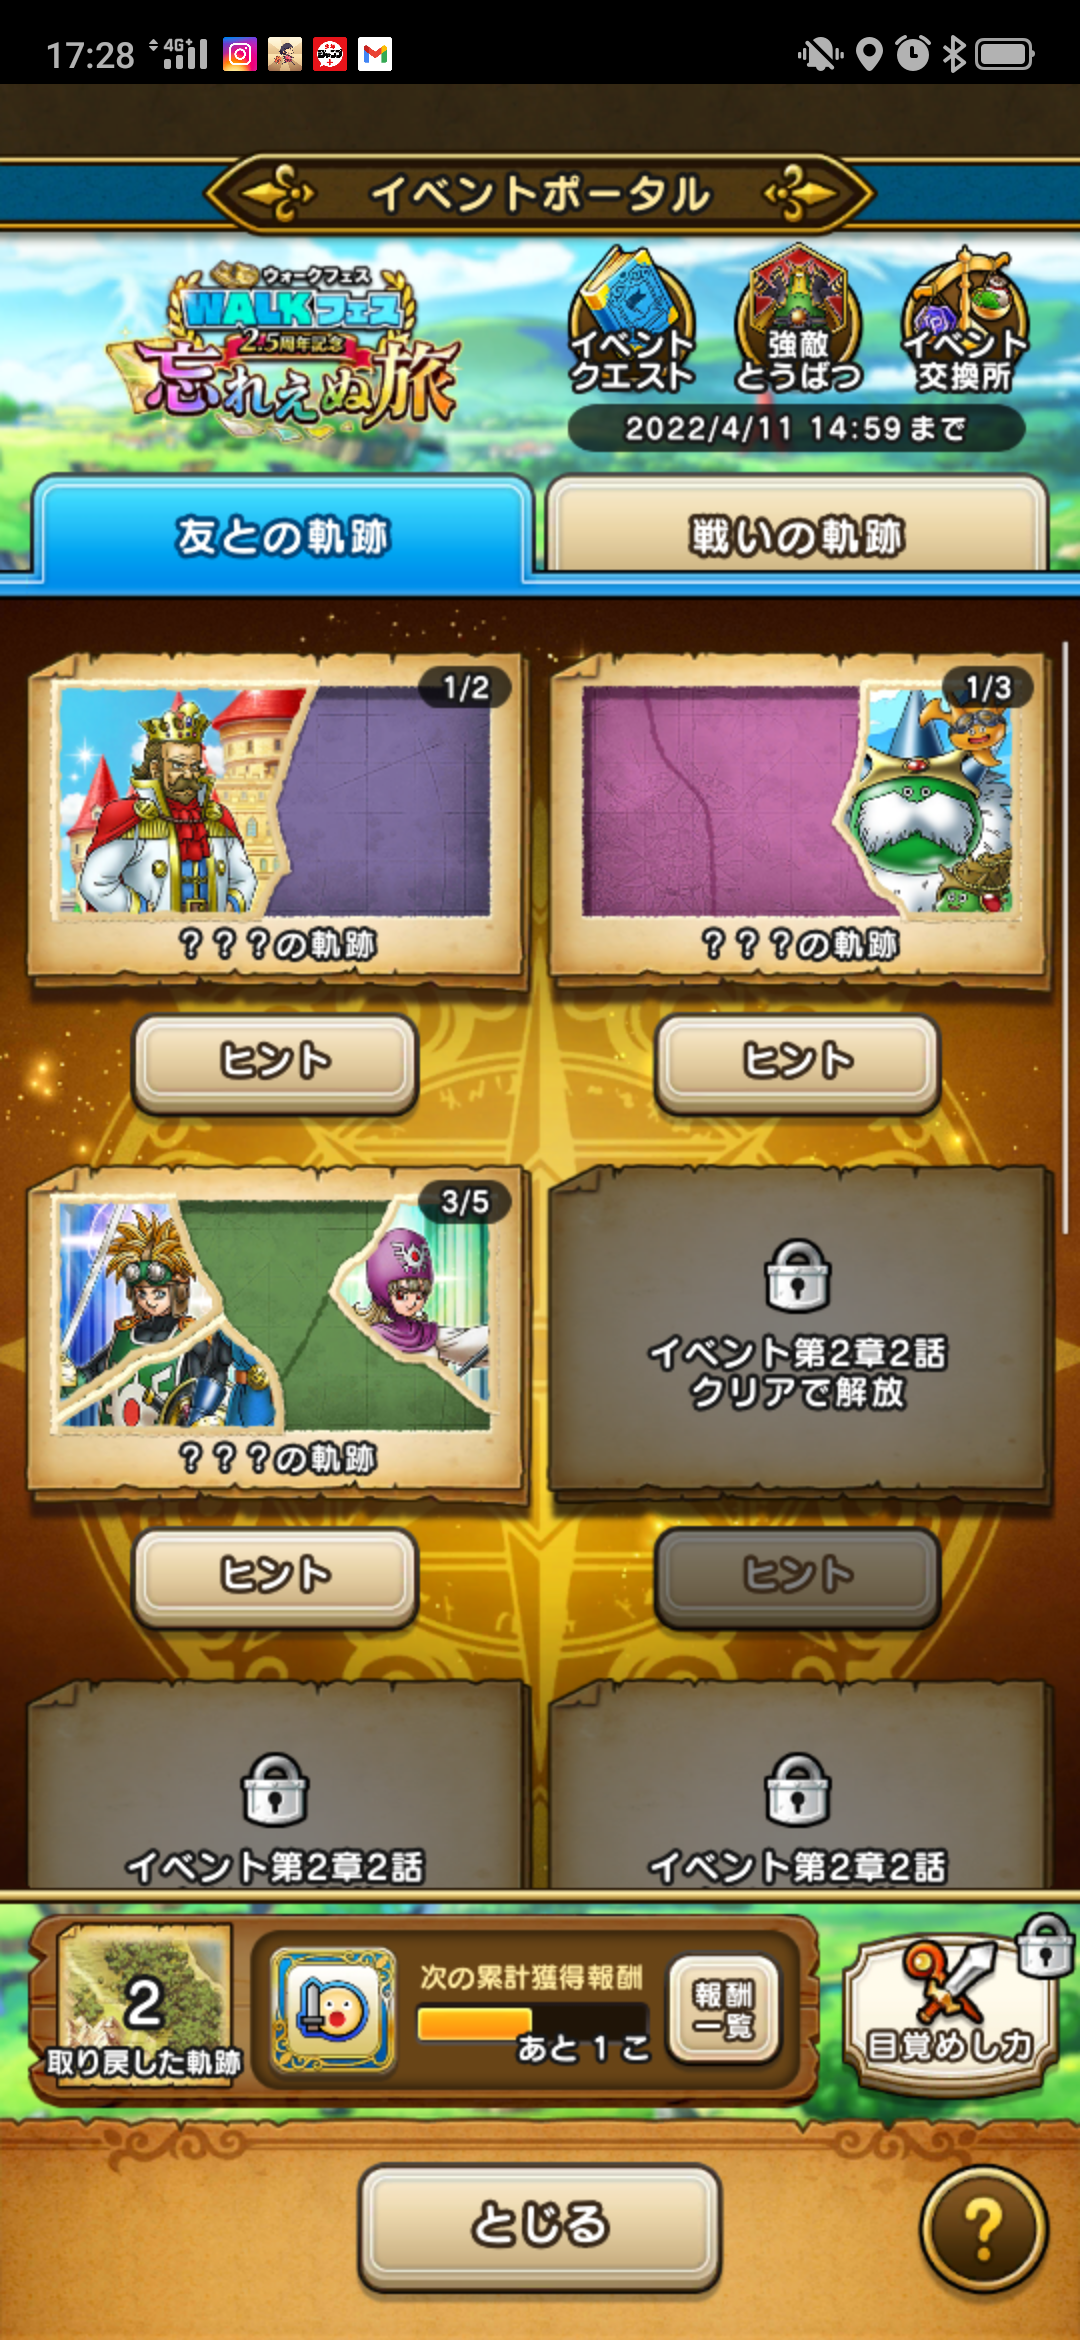 17:28 4G+
イベントポータル
ウォークフェス
WALKフェス
2.5周年記念
忘れえぬ旅
イベント
クエスト
強敵
とうばつ
イベント
交換所
2022/4/11 14:59まで
友との軌跡
戦いの軌跡
1/2
？？？の軌跡
ヒント
1/3
？？？の軌跡
ヒント
3/5
？？？の軌跡
ヒント
イベント第2章2話
クリアで解放
ヒント
イベント第2章2話
イベント第2章2話
2
取り戻した軌跡
次の累計獲得報酬
あと 1 こ
報酬
一覧
目覚めし力
とじる
?